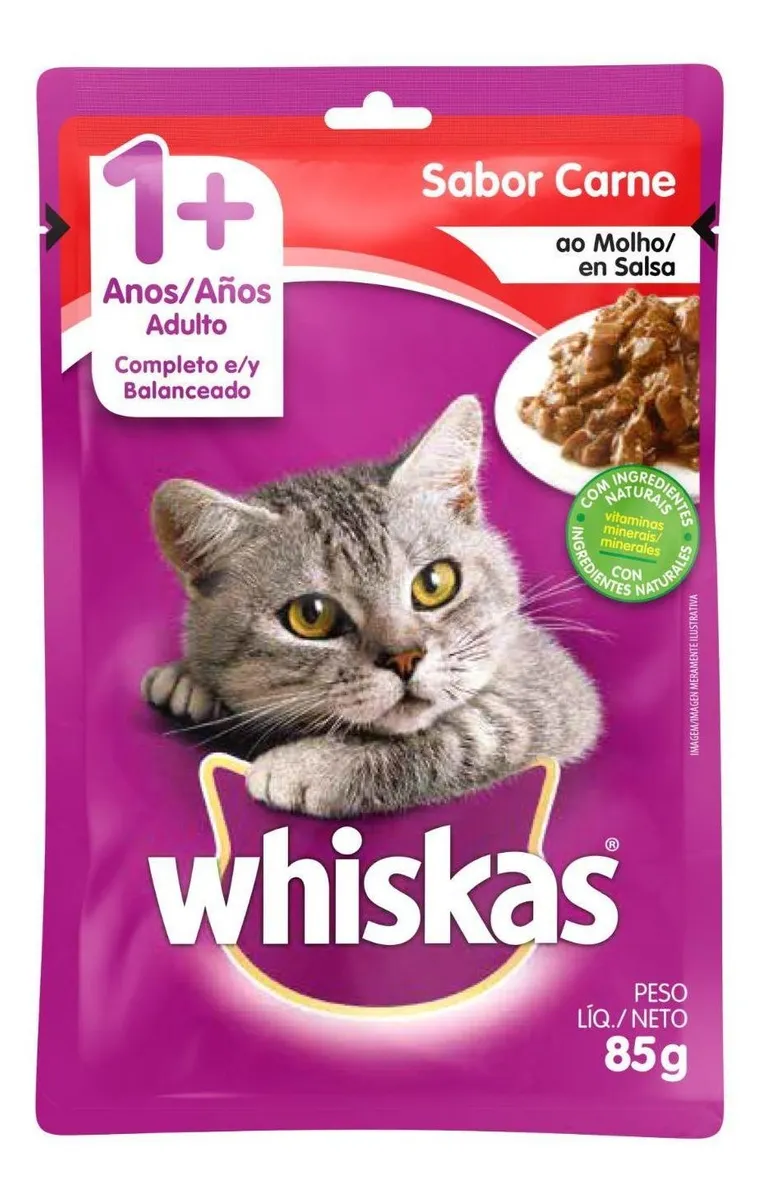 1+
Anos/Años
Adulto
Completo e/y
Balanceado
Sabor Carne
ao Molho/
en Salsa
COM INGREDIENTES
NATURAIS
vitaminas
minerais/
minerales
CON
INGREDIENTES NATURALES
IMAGEM/IMAGEN MERAMENTE ILUSTRATIVA
whiskas®
PESO
LÍQ./ NETO
85g